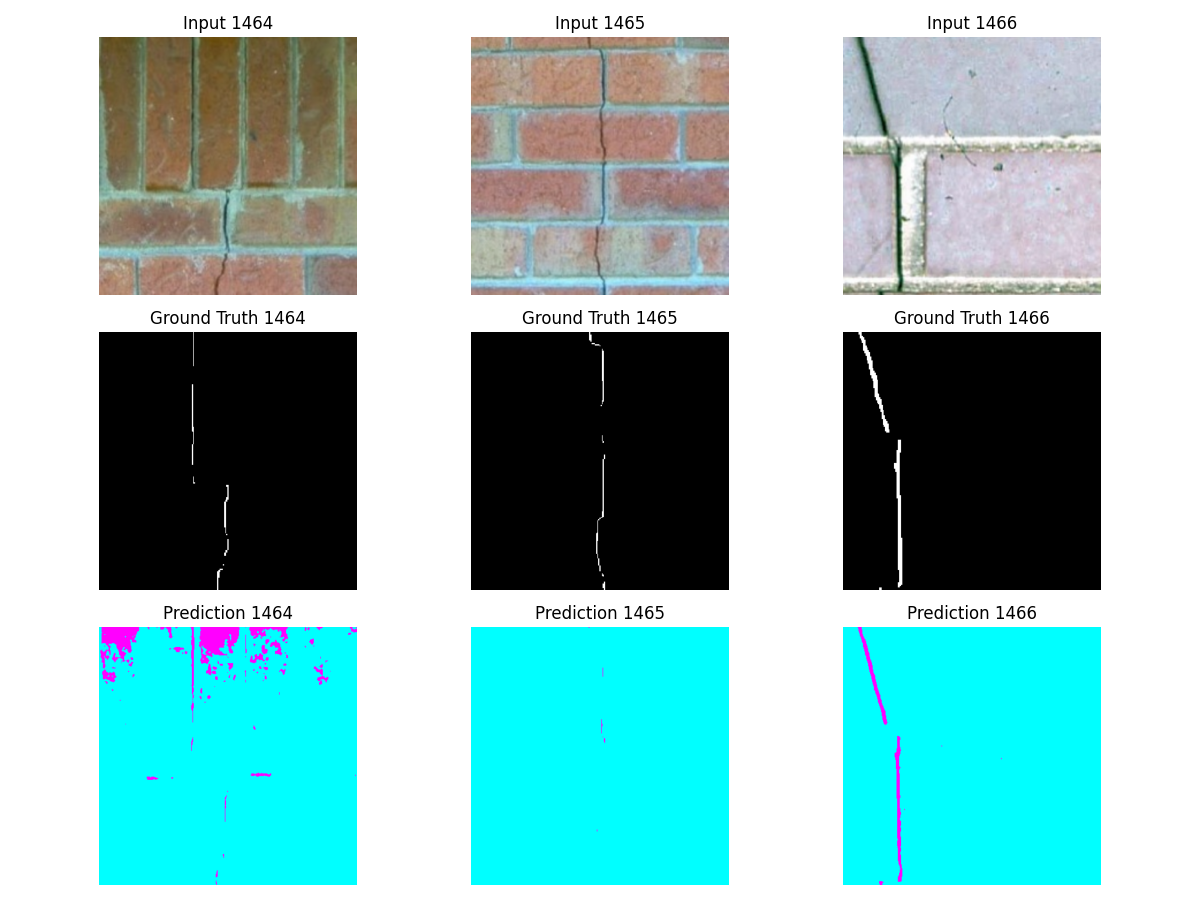 Input 1464
Input 1465
Input 1466
Ground Truth 1464
Ground Truth 1465
Ground Truth 1466
Prediction 1464
Prediction 1465
Prediction 1466